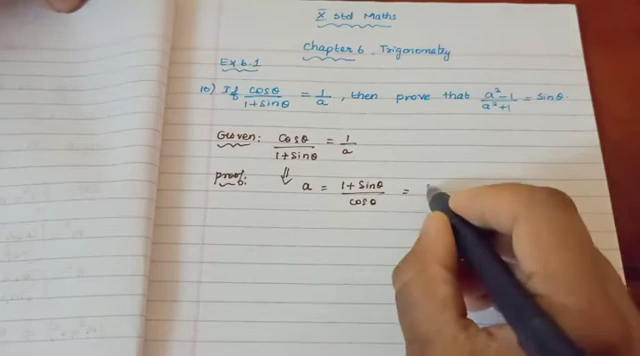 X Std Maths
Chapter 6 Trigonometry
Ex 6.1
10) If cosθ/1+sinθ = 1/a, then prove that a²-1/a²+1 = sinθ.
Given: cosθ/1+sinθ = 1/a
Proof: ⇓ a = 1+sinθ/cosθ =